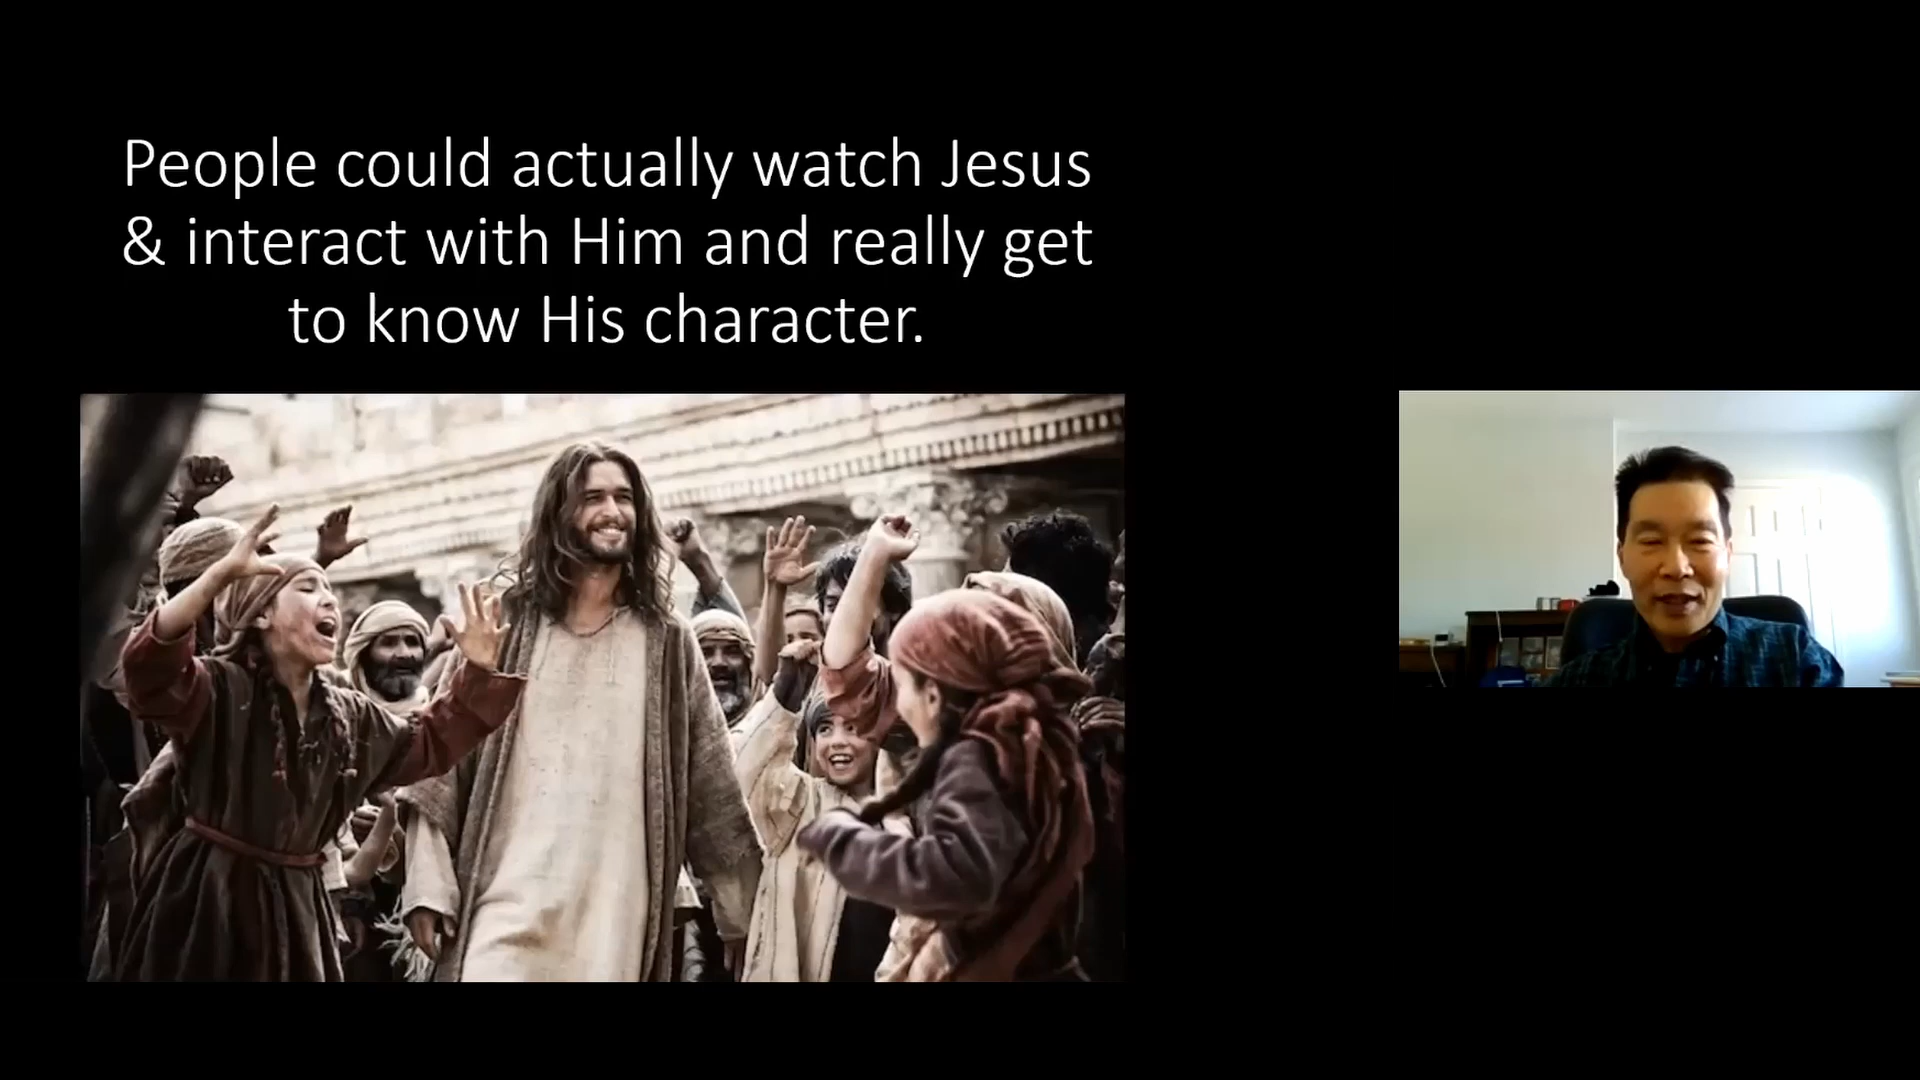 People could actually watch Jesus
& interact with Him and really get
to know His character.